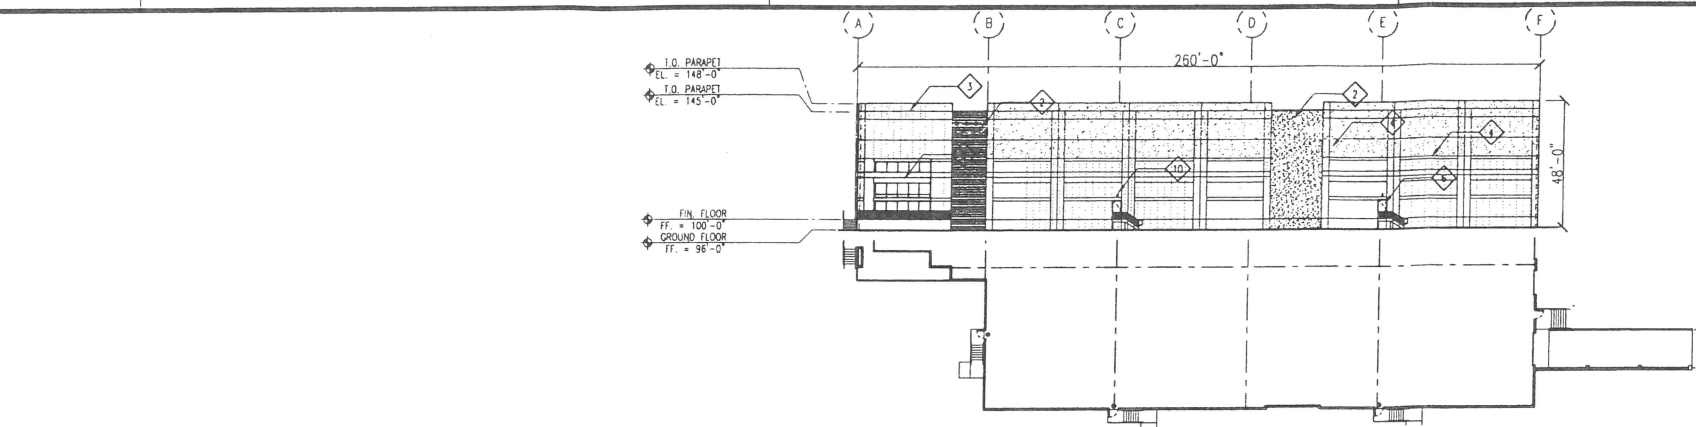 A B C D E F
T.O. PARAPET
EL. = 148'-0"
260'-0"
T.O. PARAPET
EL. = 145'-0"
3
2
2
4
4
10
6
48'-0"
FIN. FLOOR
FF. = 100'-0"
GROUND FLOOR
FF. = 96'-0"